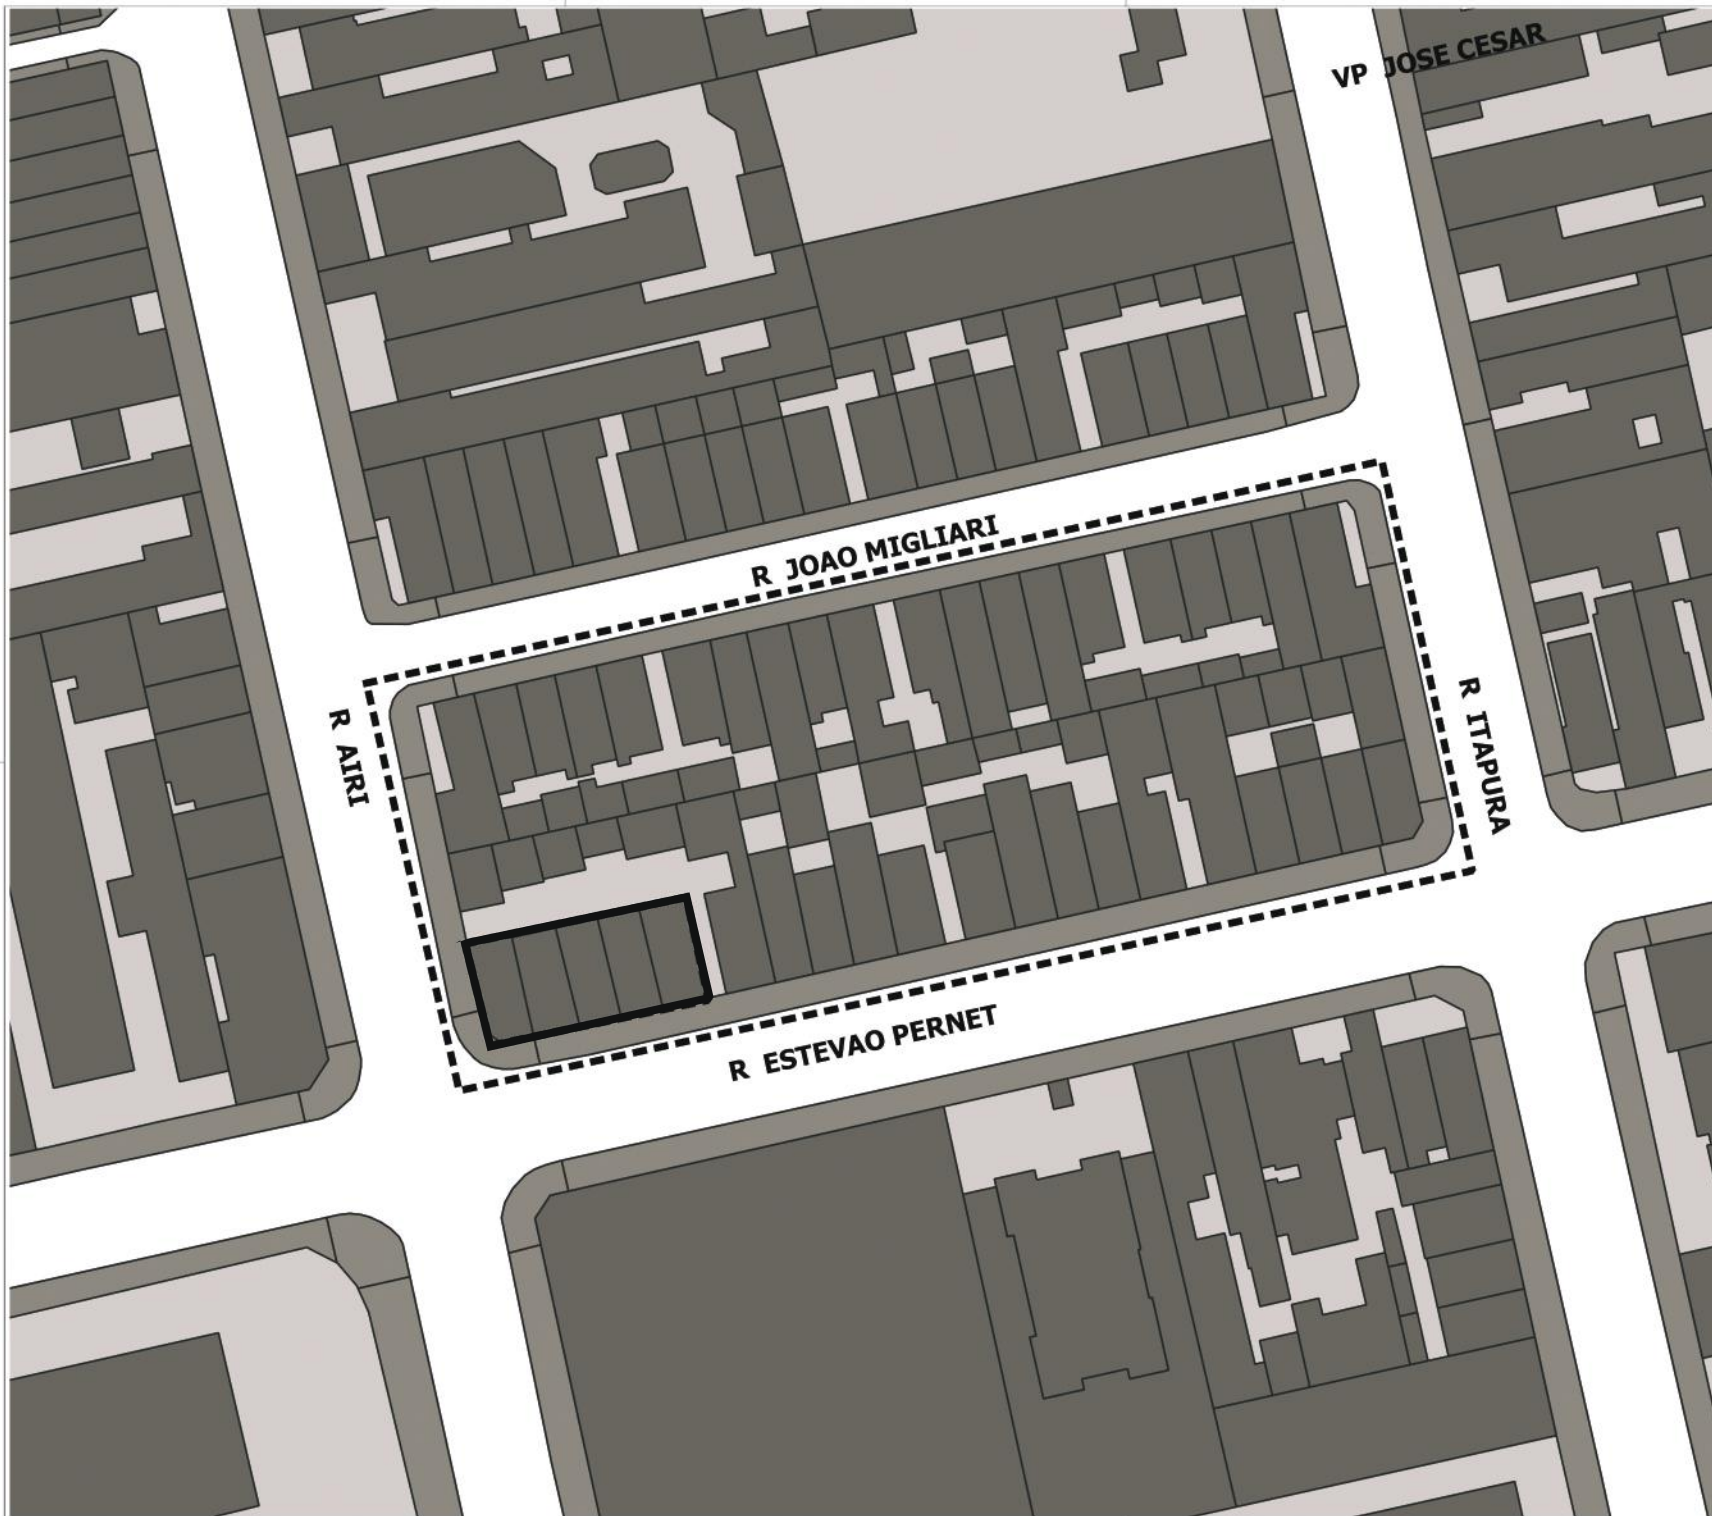 VP JOSE CESAR
R JOAO MIGLIARI
R AIRI
R ITAPURA
R ESTEVAO PERNET